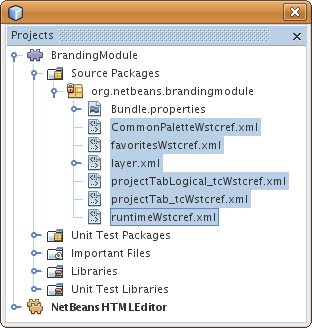 Projects
BrandingModule
Source Packages
org.netbeans.brandingmodule
Bundle.properties
CommonPaletteWstcref.xml
favoritesWstcref.xml
layer.xml
projectTabLogical_tcWstcref.xml
projectTab_tcWstcref.xml
runtimeWstcref.xml
Unit Test Packages
Important Files
Libraries
Unit Test Libraries
NetBeans HTMLEditor